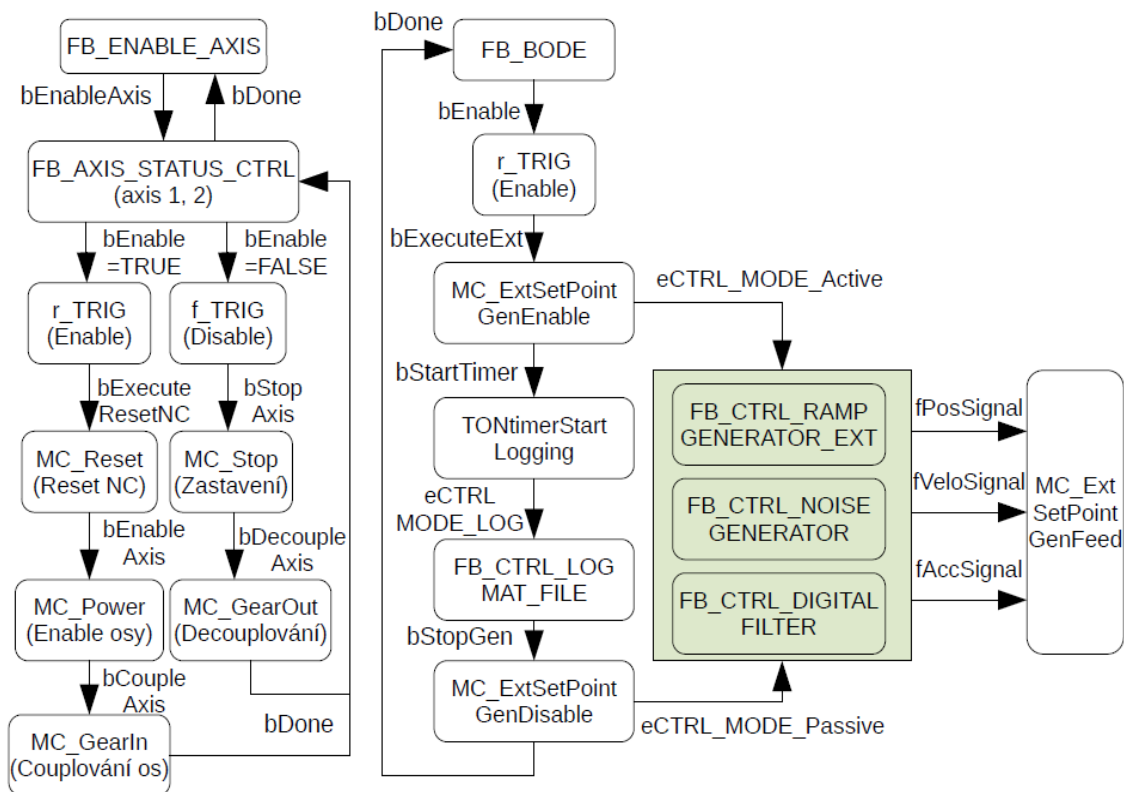 FB_ENABLE_AXIS
bEnableAxis
bDone
FB_AXIS_STATUS_CTRL
(axis 1, 2)
bEnable
=TRUE
bEnable
=FALSE
r_TRIG
(Enable)
f_TRIG
(Disable)
bExecute
ResetNC
bStop
Axis
MC_Reset
(Reset NC)
MC_Stop
(Zastavení)
bEnable
Axis
bDecouple
Axis
MC_Power
(Enable osy)
MC_GearOut
(Decouplování)
bCouple
Axis
bDone
MC_GearIn
(Couplování os)
bDone
FB_BODE
bEnable
r_TRIG
(Enable)
bExecuteExt
MC_ExtSetPoint
GenEnable
eCTRL_MODE_Active
bStartTimer
TONtimerStart
Logging
eCTRL
MODE_LOG
FB_CTRL_LOG
MAT_FILE
bStopGen
MC_ExtSetPoint
GenDisable
eCTRL_MODE_Passive
FB_CTRL_RAMP
GENERATOR_EXT
FB_CTRL_NOISE
GENERATOR
FB_CTRL_DIGITAL
FILTER
fPosSignal
fVeloSignal
fAccSignal
MC_Ext
SetPoint
GenFeed